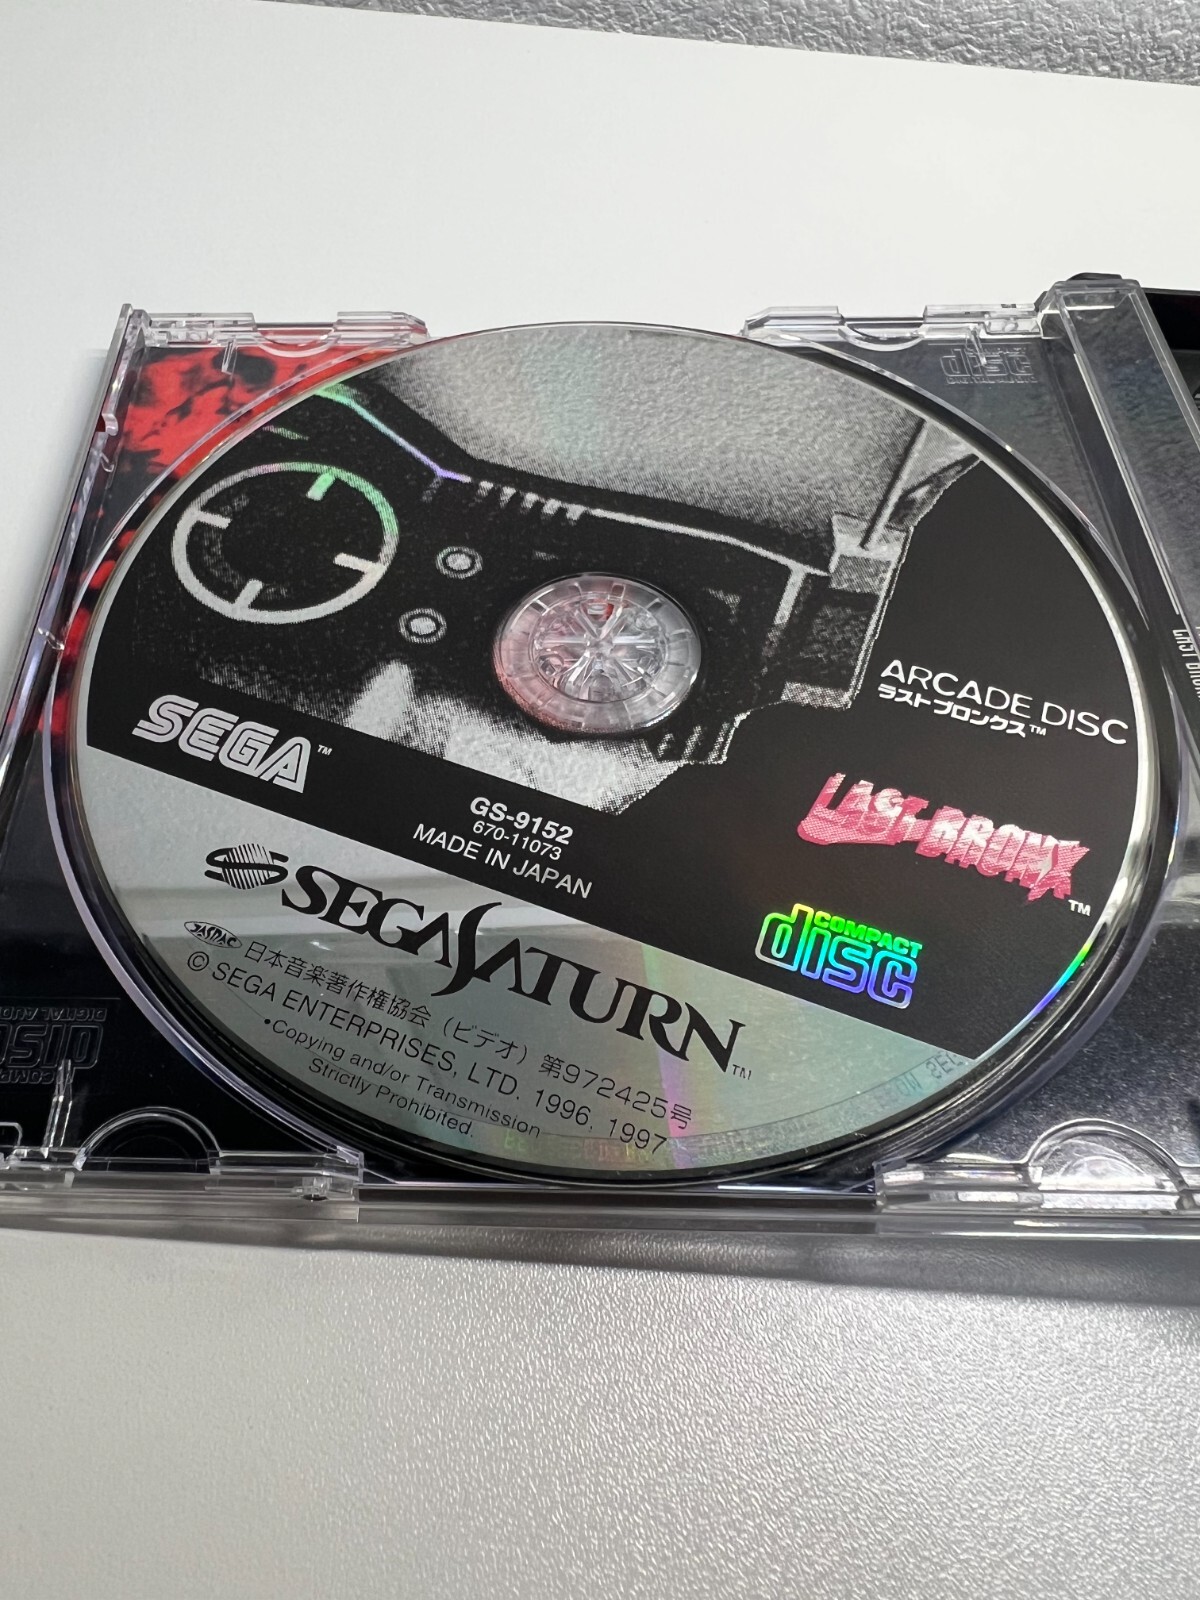 disc
DIGITAL AUDIO
ARCADE DISC
ラストブロンクス™
SEGA™
LAST BRONX™
GS-9152
670-11073
MADE IN JAPAN
COMPACT
disc
SEGA SATURN™
JASRAC
日本音楽著作権協会(ビデオ)第972425号
© SEGA ENTERPRISES, LTD. 1996, 1997
•Copying and/or Transmission
Strictly Prohibited.